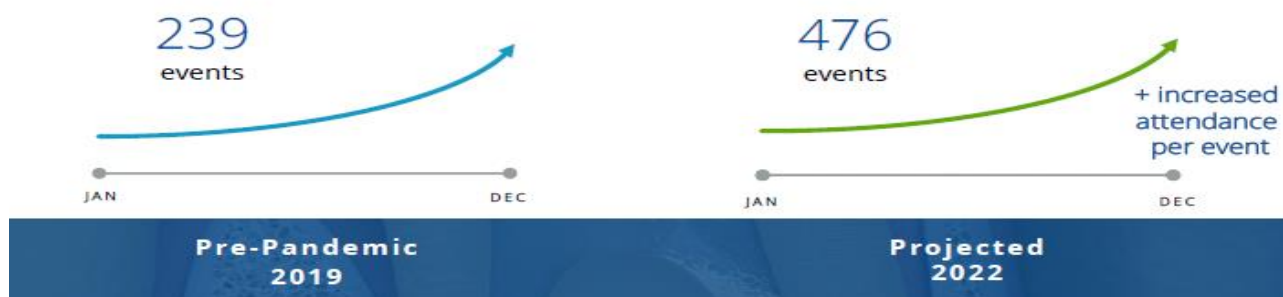 239
events
JAN
DEC
Pre-Pandemic
2019
476
events
+ increased
attendance
per event
JAN
DEC
Projected
2022